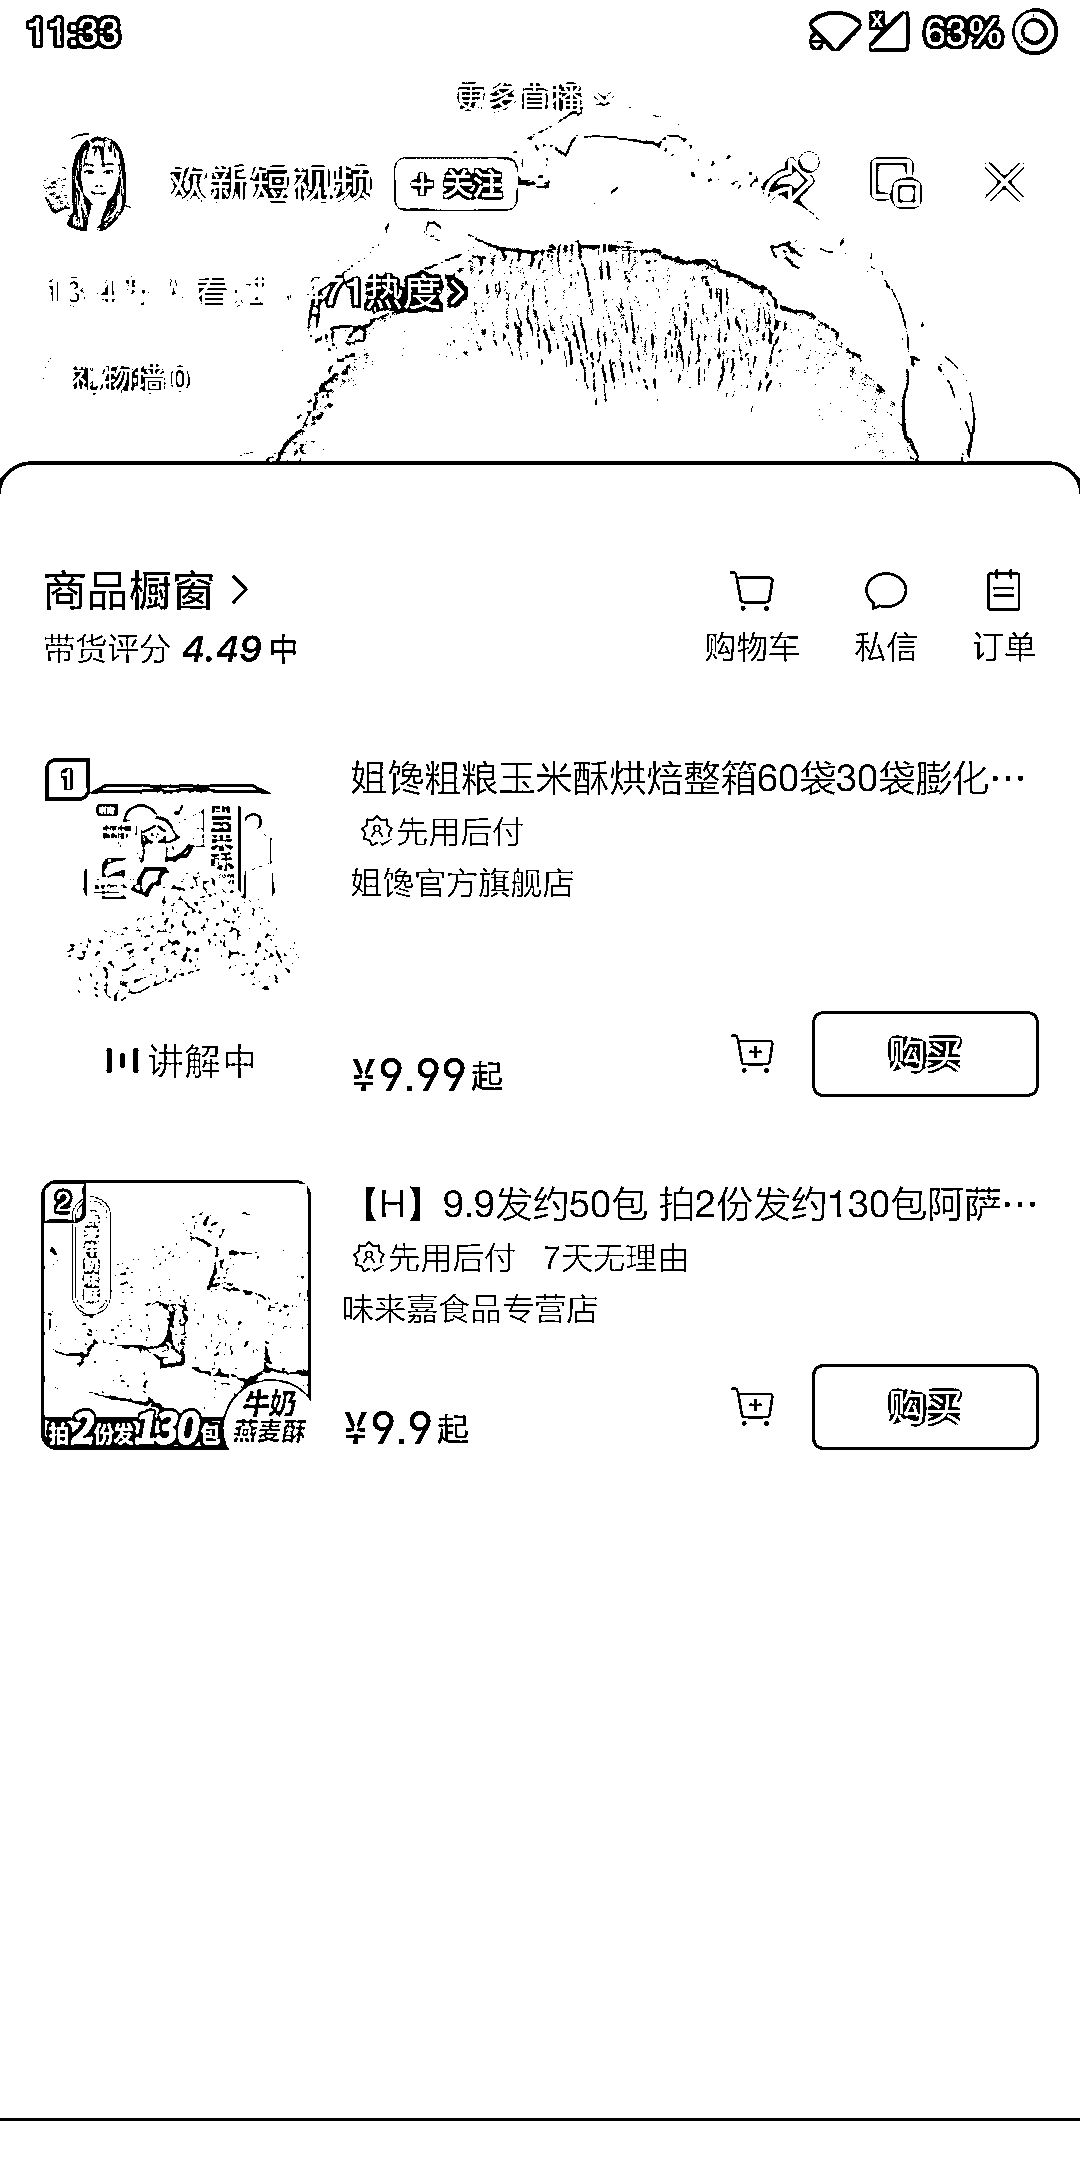 11:33
63%
更多直播
欢新短视频
+ 关注
热度>
礼物墙 0
商品橱窗 >
带货评分 4.49 中
购物车
私信
订单
1
姐馋粗粮玉米酥烘焙整箱60袋30袋膨化…
先用后付
姐馋官方旗舰店
讲解中
¥9.99起
购买
2
【H】9.9发约50包 拍2份发约130包阿萨…
先用后付 7天无理由
味来嘉食品专营店
牛奶
燕麦酥
拍2份发130包
¥9.9起
购买